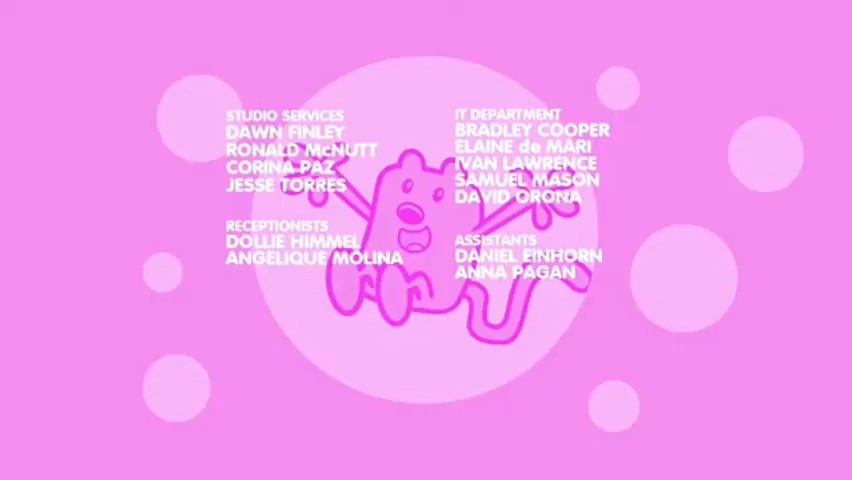 STUDIO SERVICES
DAWN FINLEY
RONALD McNUTT
CORINA PAZ
JESSE TORRES
RECEPTIONISTS
DOLLIE HIMMEL
ANGELIQUE MOLINA
IT DEPARTMENT
BRADLEY COOPER
ELAINE de MARI
IVAN LAWRENCE
SAMUEL MASON
DAVID ORONA
ASSISTANTS
DANIEL EINHORN
ANNA PAGAN